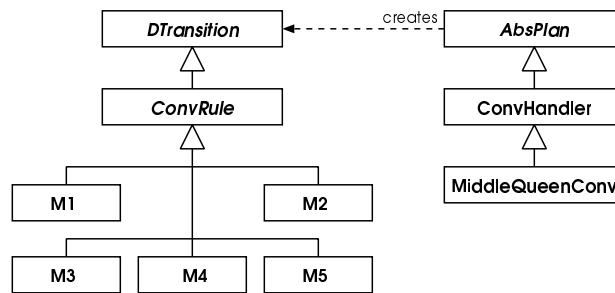 DTransition
creates
AbsPlan
ConvRule
ConvHandler
M1
M2
MiddleQueenConv
M3
M4
M5